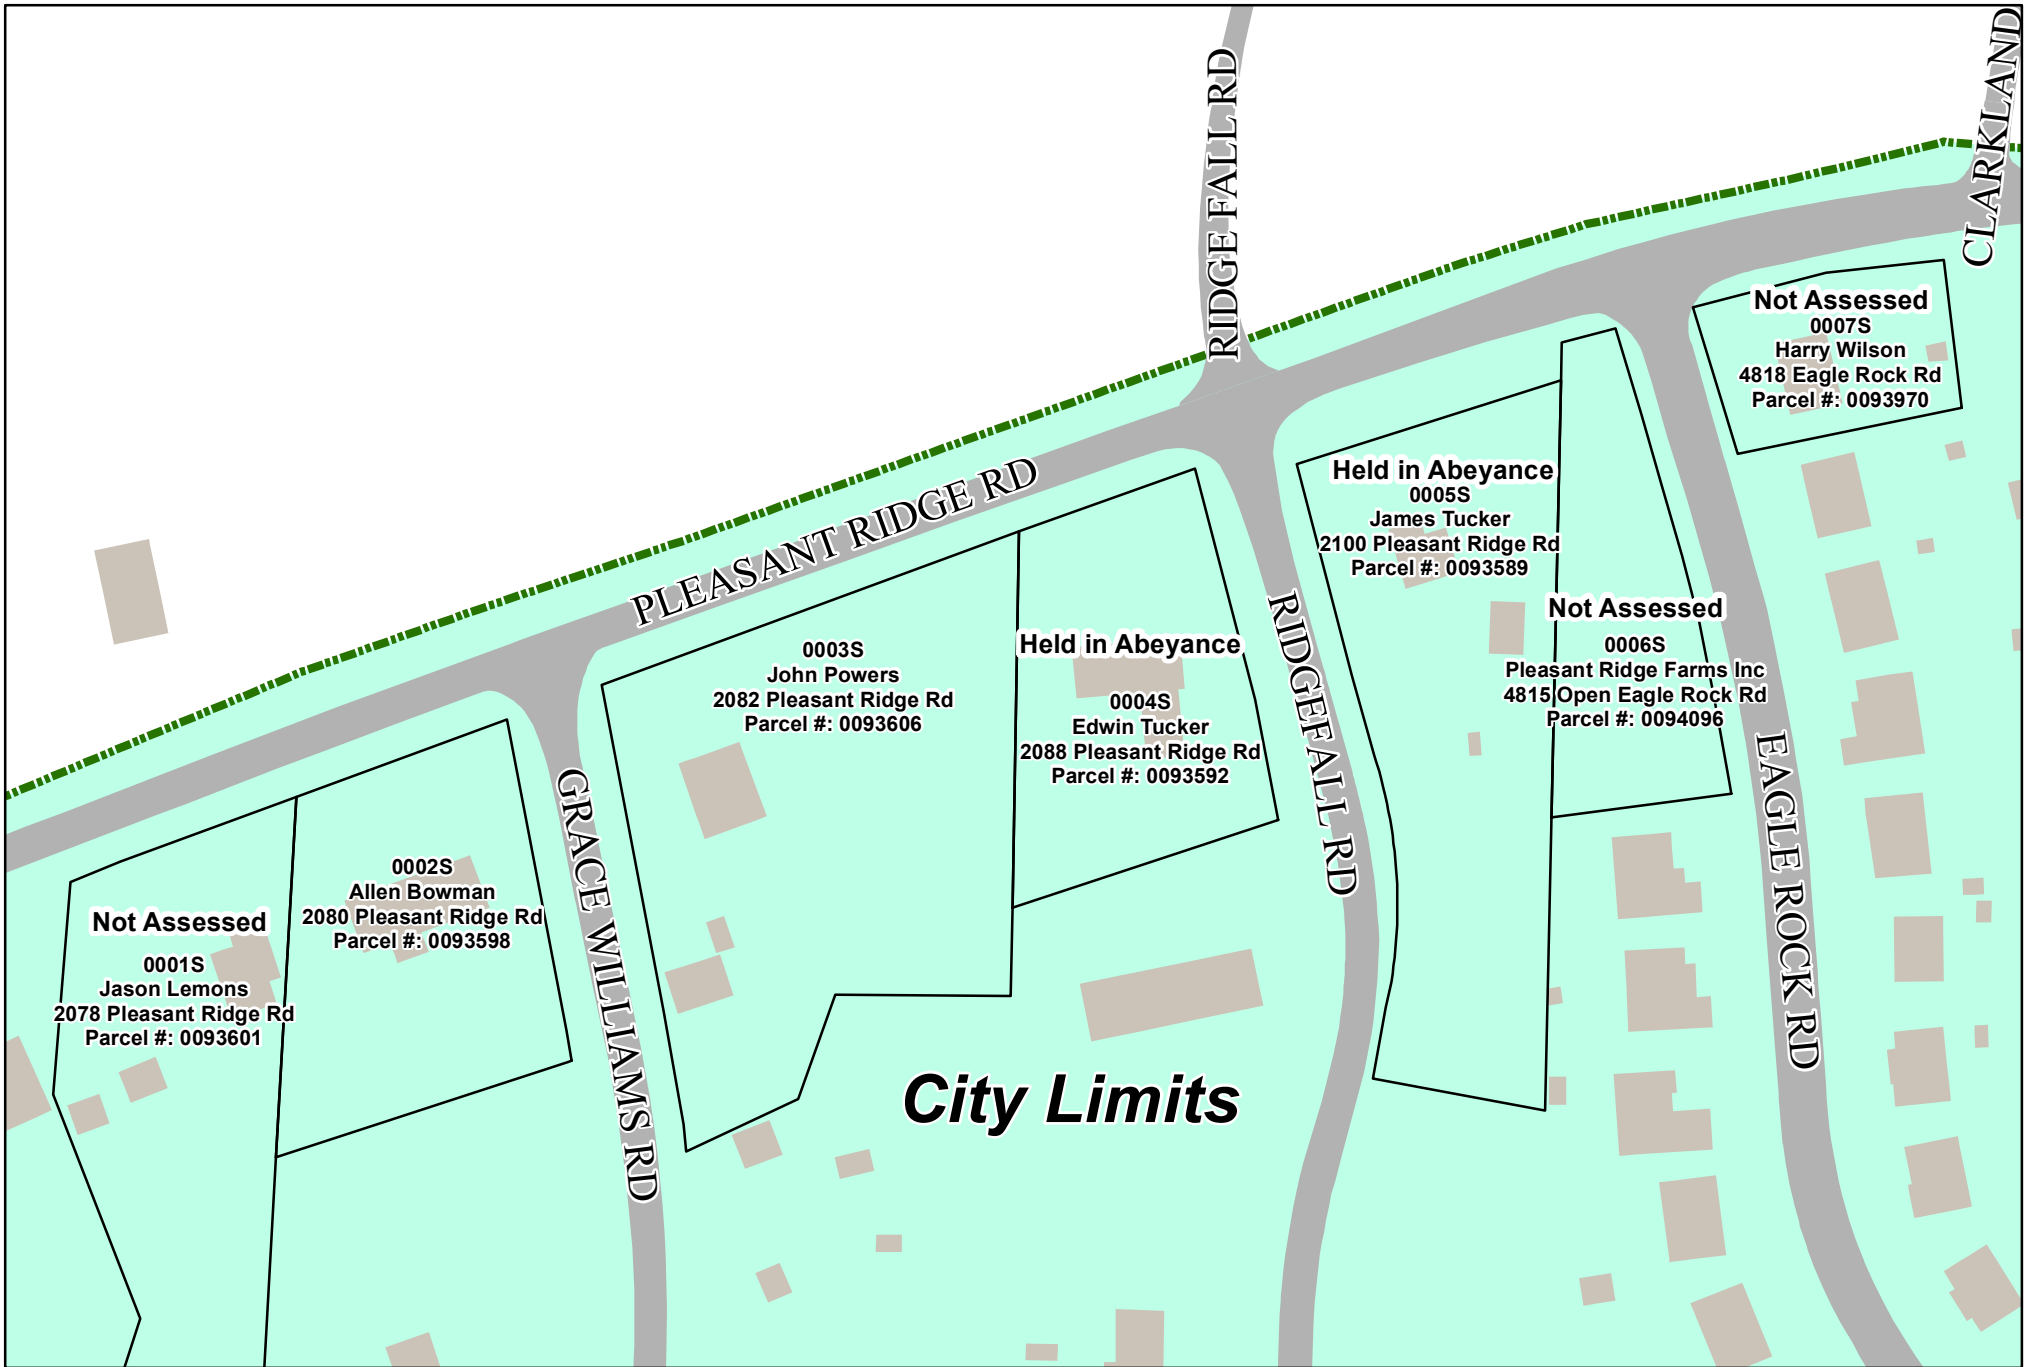 RIDGE FALL RD
CLARKLAND
PLEASANT RIDGE RD
Not Assessed
0001S
Jason Lemons
2078 Pleasant Ridge Rd
Parcel #: 0093601
0002S
Allen Bowman
2080 Pleasant Ridge Rd
Parcel #: 0093598
GRACE WILLIAMS RD
0003S
John Powers
2082 Pleasant Ridge Rd
Parcel #: 0093606
Held in Abeyance
0004S
Edwin Tucker
2088 Pleasant Ridge Rd
Parcel #: 0093592
RIDGEFALL RD
Held in Abeyance
0005S
James Tucker
2100 Pleasant Ridge Rd
Parcel #: 0093589
Not Assessed
0006S
Pleasant Ridge Farms Inc
4815 Open Eagle Rock Rd
Parcel #: 0094096
EAGLE ROCK RD
Not Assessed
0007S
Harry Wilson
4818 Eagle Rock Rd
Parcel #: 0093970
City Limits